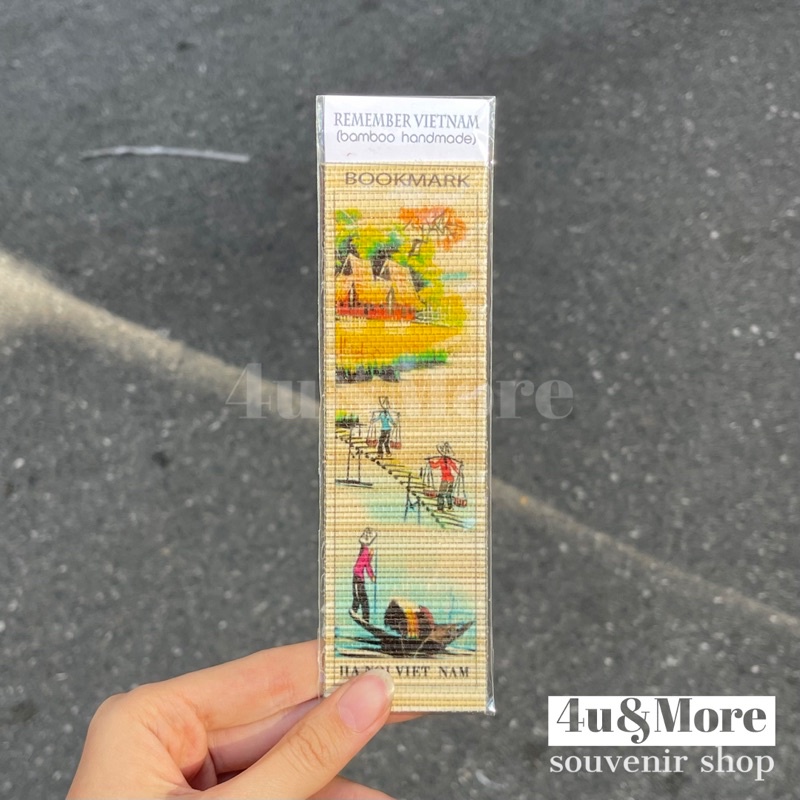 REMEMBER VIETNAM
(bamboo handmade)
BOOKMARK
4u&More
HA NOI VIET NAM
4u&More
souvenir shop